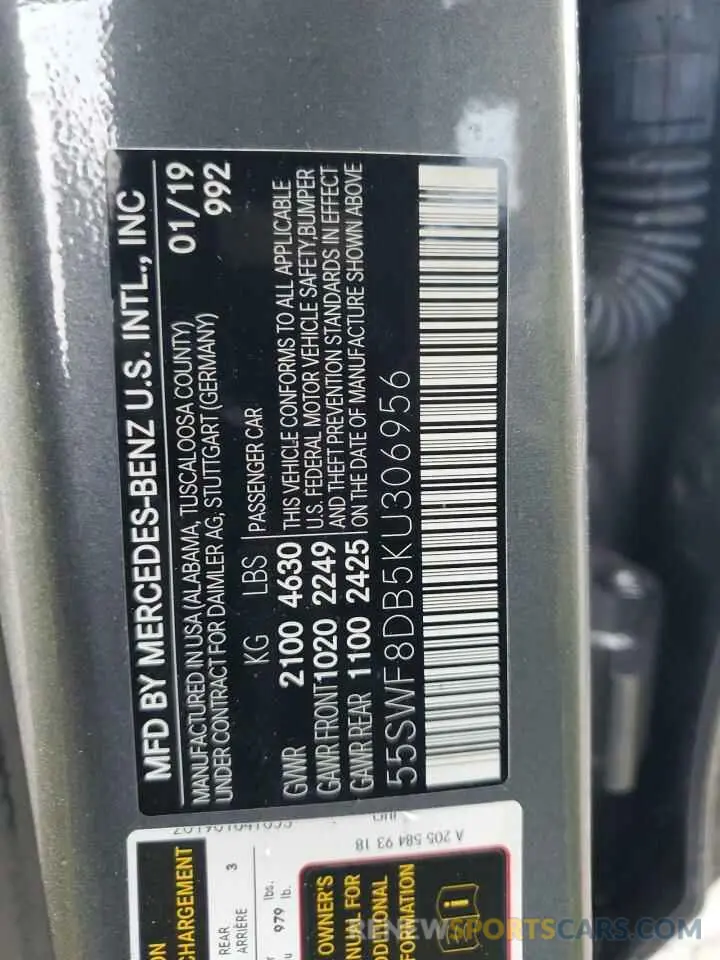 MFD BY MERCEDES-BENZ U.S. INTL., INC
MANUFACTURED IN USA (ALABAMA, TUSCALOOSA COUNTY) 01/19
UNDER CONTRACT FOR DAIMLER AG, STUTTGART (GERMANY) 992
KG LBS PASSENGER CAR
GVWR 2100 4630 THIS VEHICLE CONFORMS TO ALL APPLICABLE
GAWR FRONT 1020 2249 U.S. FEDERAL MOTOR VEHICLE SAFETY, BUMPER
GAWR REAR 1100 2425 AND THEFT PREVENTION STANDARDS IN EFFECT
ON THE DATE OF MANUFACTURE SHOWN ABOVE
55SWF8DB5KU306956
A 205 584 93 18
CHARGEMENT
REAR 3
ARRIÈRE
lbs.
979 lb.
OWNER'S
FOR
RENEWSPORTSCARS.COM